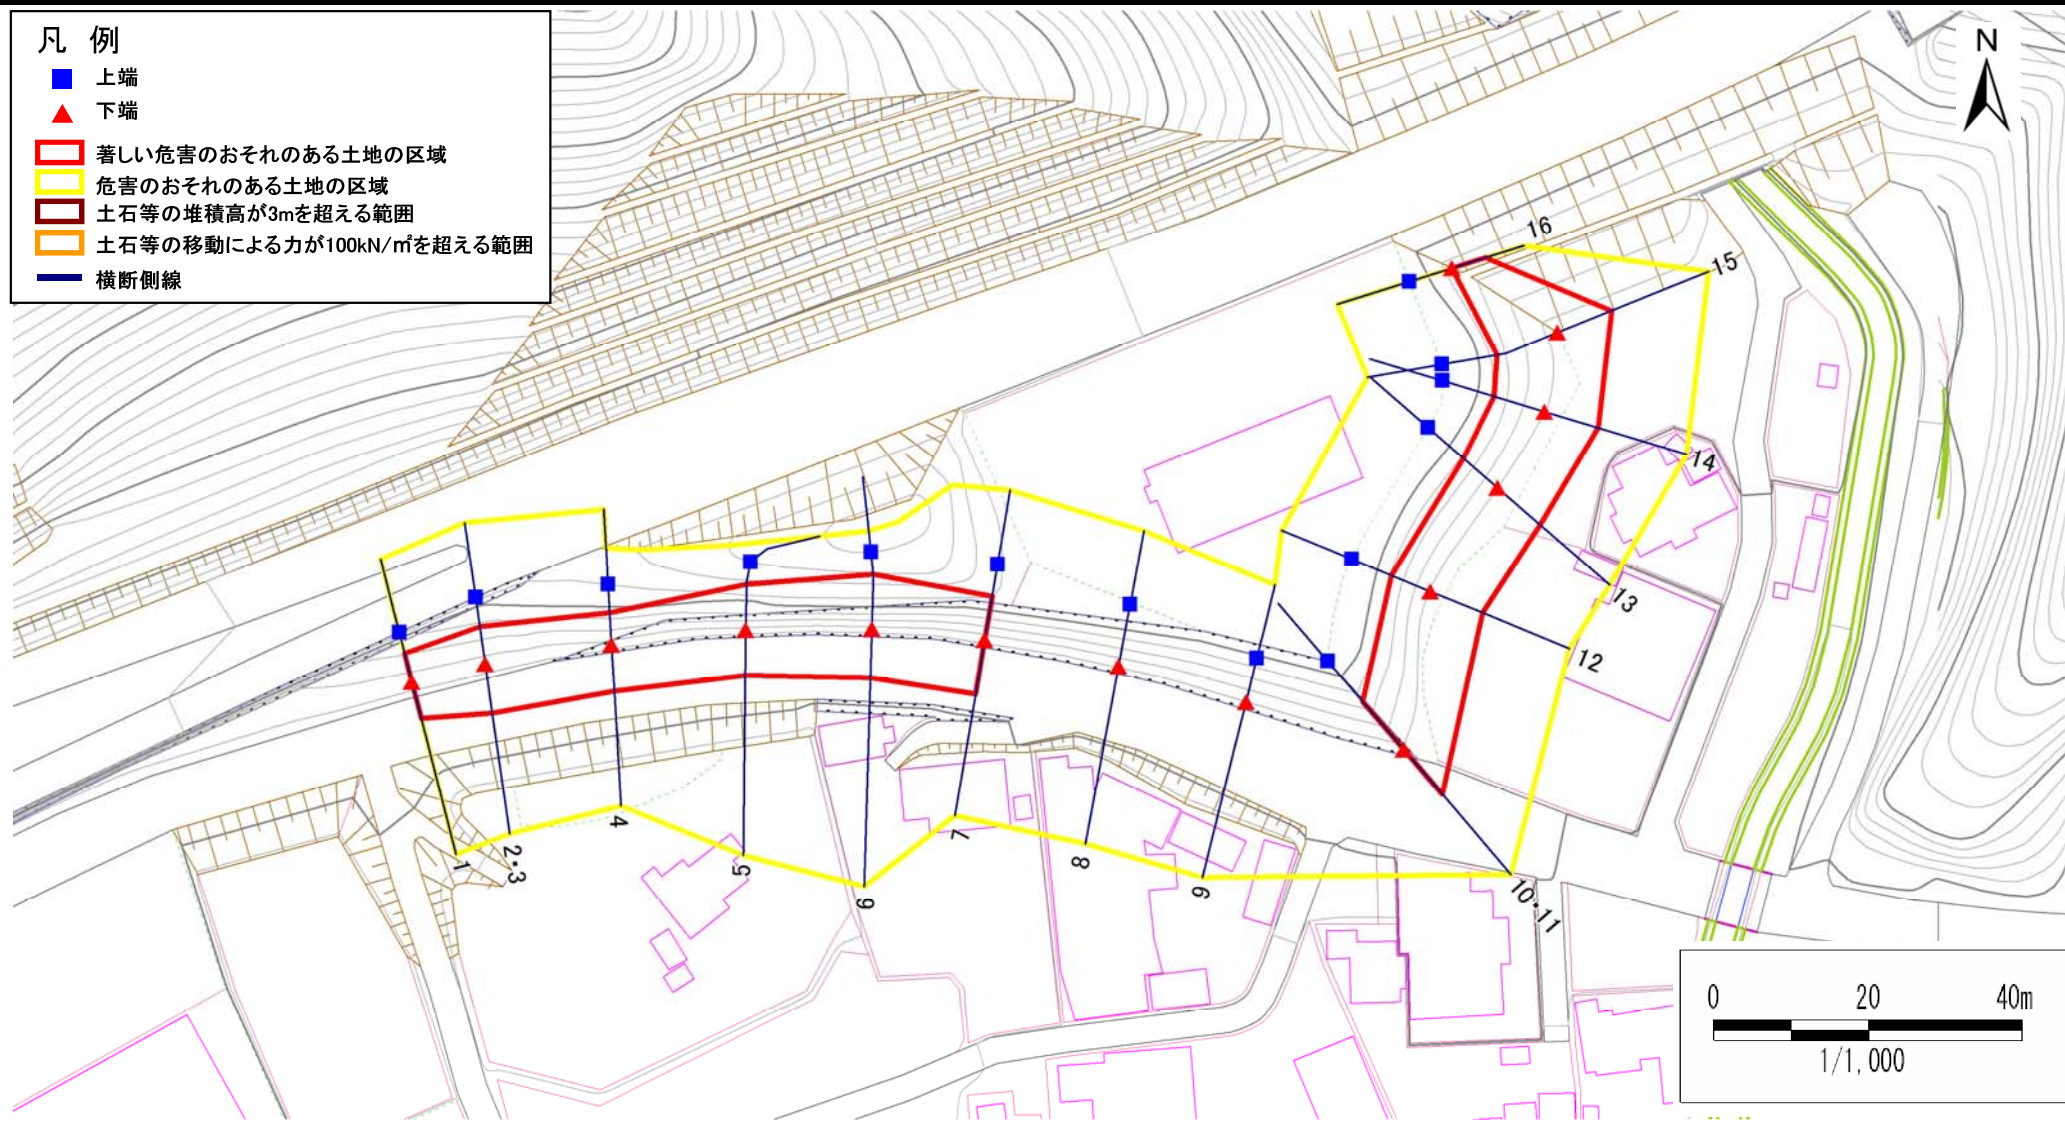 凡 例
上端
下端
著しい危害のおそれのある土地の区域
危害のおそれのある土地の区域
土石等の堆積高が3mを超える範囲
土石等の移動による力が100kN/㎡を超える範囲
横断側線
N
16
15
14
13
12
10・11
9
8
7
6
5
4
2・3
1
0 20 40m
1/1,000